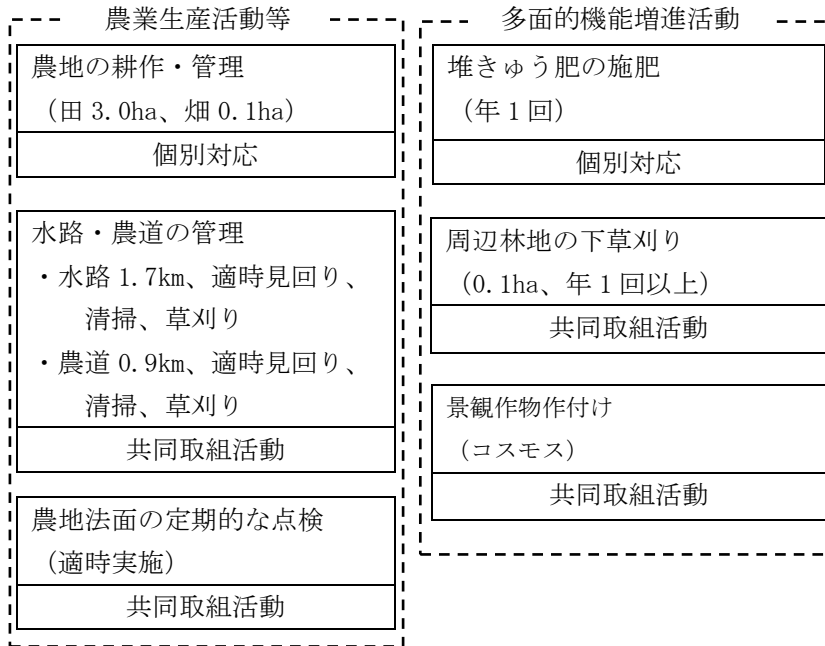 農業生産活動等
農地の耕作・管理
（田 3.0ha、畑 0.1ha）
個別対応
水路・農道の管理
・水路 1.7km、適時見回り、
清掃、草刈り
・農道 0.9km、適時見回り、
清掃、草刈り
共同取組活動
農地法面の定期的な点検
（適時実施）
共同取組活動
多面的機能増進活動
堆きゅう肥の施肥
（年 1 回）
個別対応
周辺林地の下草刈り
（0.1ha、年 1 回以上）
共同取組活動
景観作物作付け
（コスモス）
共同取組活動